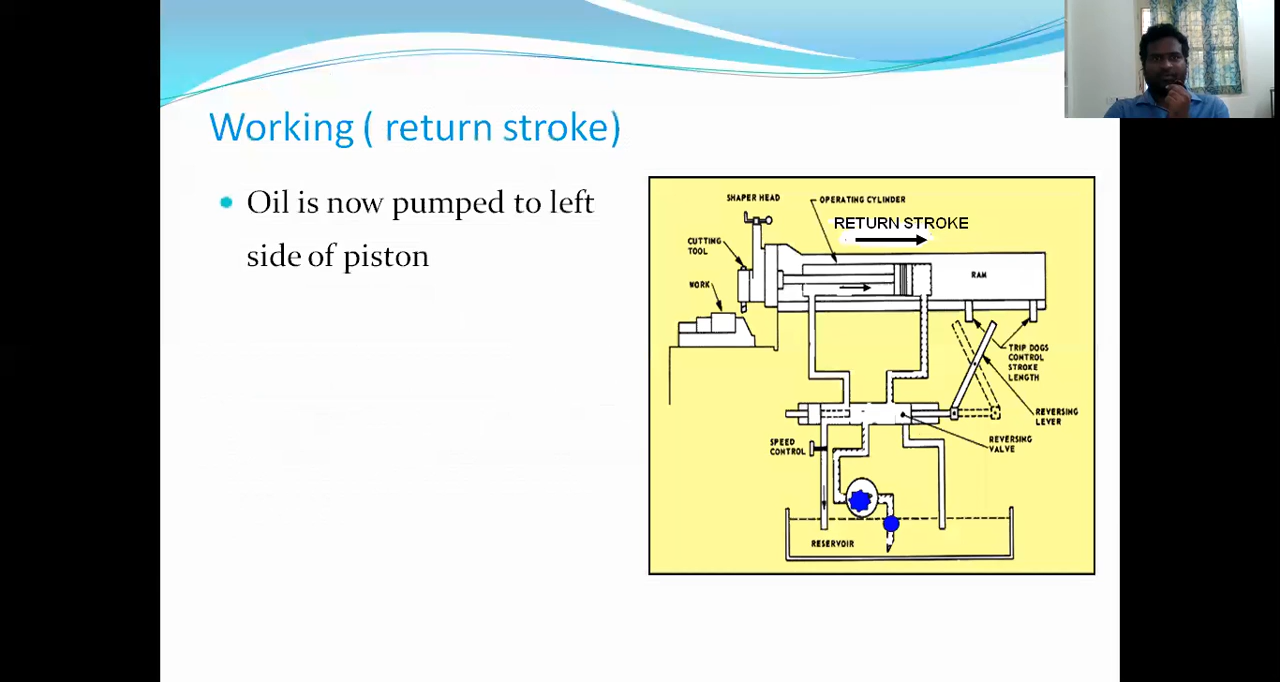 Working ( return stroke)
Oil is now pumped to left
side of piston
SHAPER HEAD
OPERATING CYLINDER
RETURN STROKE
CUTTING
TOOL
RAM
WORK
TRIP DOGS
CONTROL
STROKE
LENGTH
REVERSING
LEVER
SPEED
CONTROL
REVERSING
VALVE
RESERVOIR